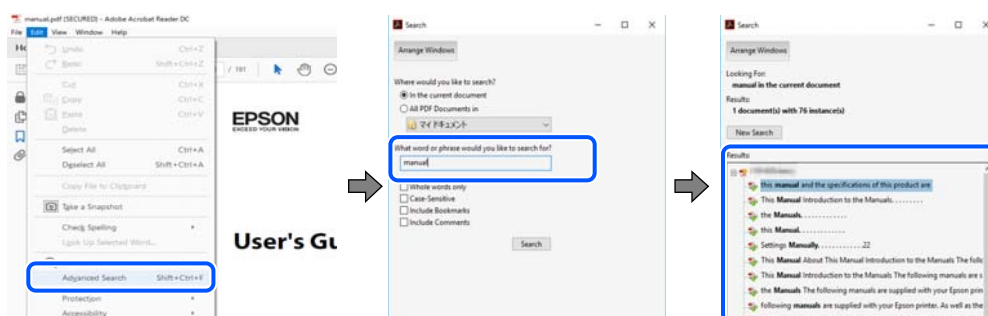 manual.pdf (SECURED) - Adobe Acrobat Reader DC
File Edit View Window Help
Undo Ctrl+Z
Redo Shift+Ctrl+Z
Cut Ctrl+X
Copy Ctrl+C
Paste Ctrl+V
Delete
Select All Ctrl+A
Deselect All Shift+Ctrl+A
Copy File to Clipboard
Take a Snapshot
Check Spelling
Look Up Selected Word...
Advanced Search Shift+Ctrl+F
Protection
Accessibility
/ 191
EPSON
EXCEED YOUR VISION
User's Gu
Search
Arrange Windows
Where would you like to search?
In the current document
All PDF Documents in
マイ ドキュメント
What word or phrase would you like to search for?
manual
Whole words only
Case-Sensitive
Include Bookmarks
Include Comments
Search
Search
Arrange Windows
Looking For:
manual in the current document
Results:
1 document(s) with 76 instance(s)
New Search
Results
this manual and the specifications of this product are
This Manual Introduction to the Manuals. . . . . . . . .
the Manuals. . . . . . . . . . . . .
this Manual. . . . . . . . . . . . .
Settings Manually. . . . . . . . . . . . 22
This Manual About This Manual Introduction to the Manuals The follo
This Manual Introduction to the Manuals The following manuals are s
the Manuals The following manuals are supplied with your Epson prin
following manuals are supplied with your Epson printer. As well as the